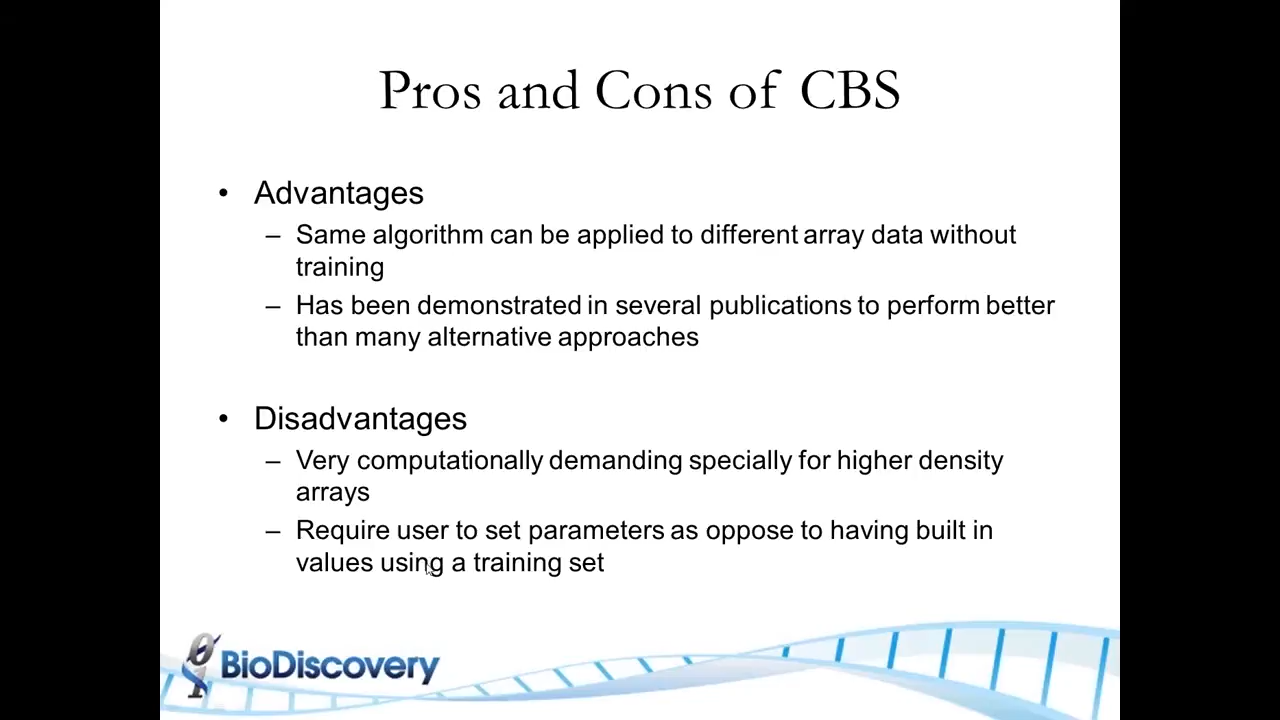 Pros and Cons of CBS
• Advantages
– Same algorithm can be applied to different array data without
training
– Has been demonstrated in several publications to perform better
than many alternative approaches
• Disadvantages
– Very computationally demanding specially for higher density
arrays
– Require user to set parameters as oppose to having built in
values using a training set
BioDiscovery